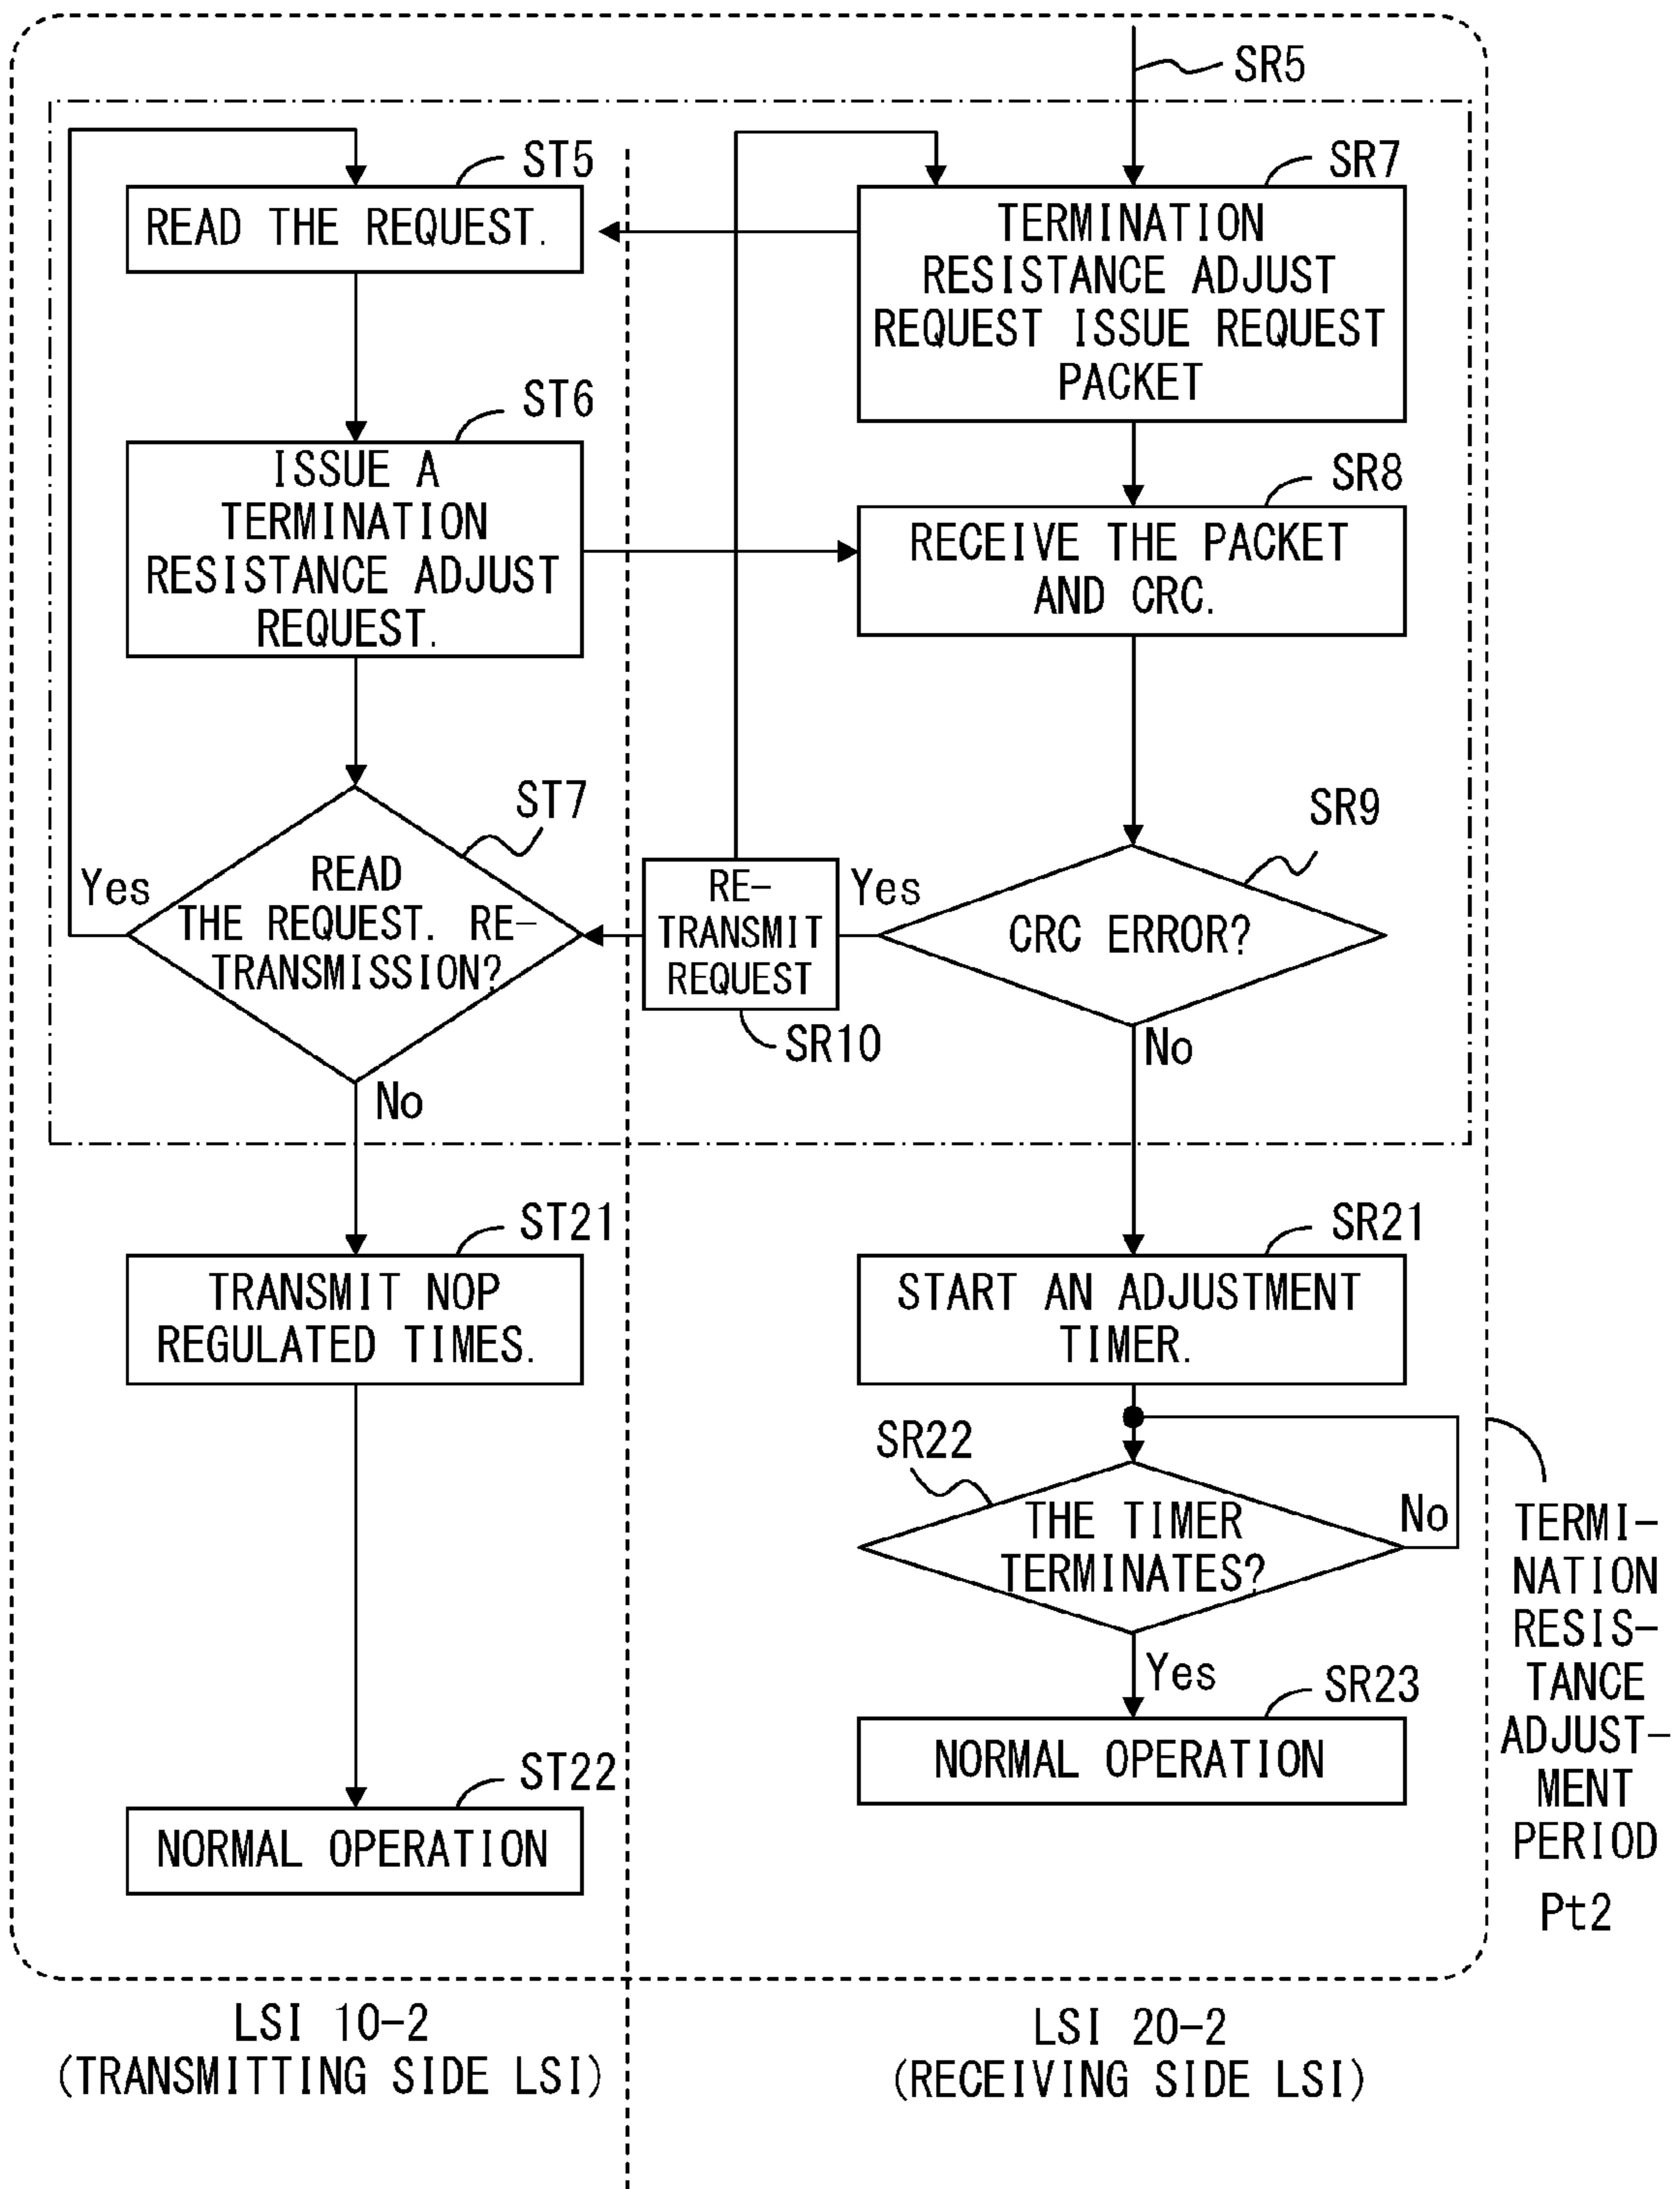 SR5
ST5
READ THE REQUEST.
SR7
TERMINATION
RESISTANCE ADJUST
REQUEST ISSUE REQUEST
PACKET
ST6
ISSUE A
TERMINATION
RESISTANCE ADJUST
REQUEST.
SR8
RECEIVE THE PACKET
AND CRC.
ST7
READ
THE REQUEST. RE-
TRANSMISSION?
Yes
No
RE-
TRANSMIT
REQUEST
SR10
Yes
SR9
CRC ERROR?
No
ST21
TRANSMIT NOP
REGULATED TIMES.
SR21
START AN ADJUSTMENT
TIMER.
SR22
THE TIMER
TERMINATES?
No
Yes
SR23
NORMAL OPERATION
ST22
NORMAL OPERATION
TERMI-
NATION
RESIS-
TANCE
ADJUST-
MENT
PERIOD
Pt2
LSI 10-2
(TRANSMITTING SIDE LSI)
LSI 20-2
(RECEIVING SIDE LSI)